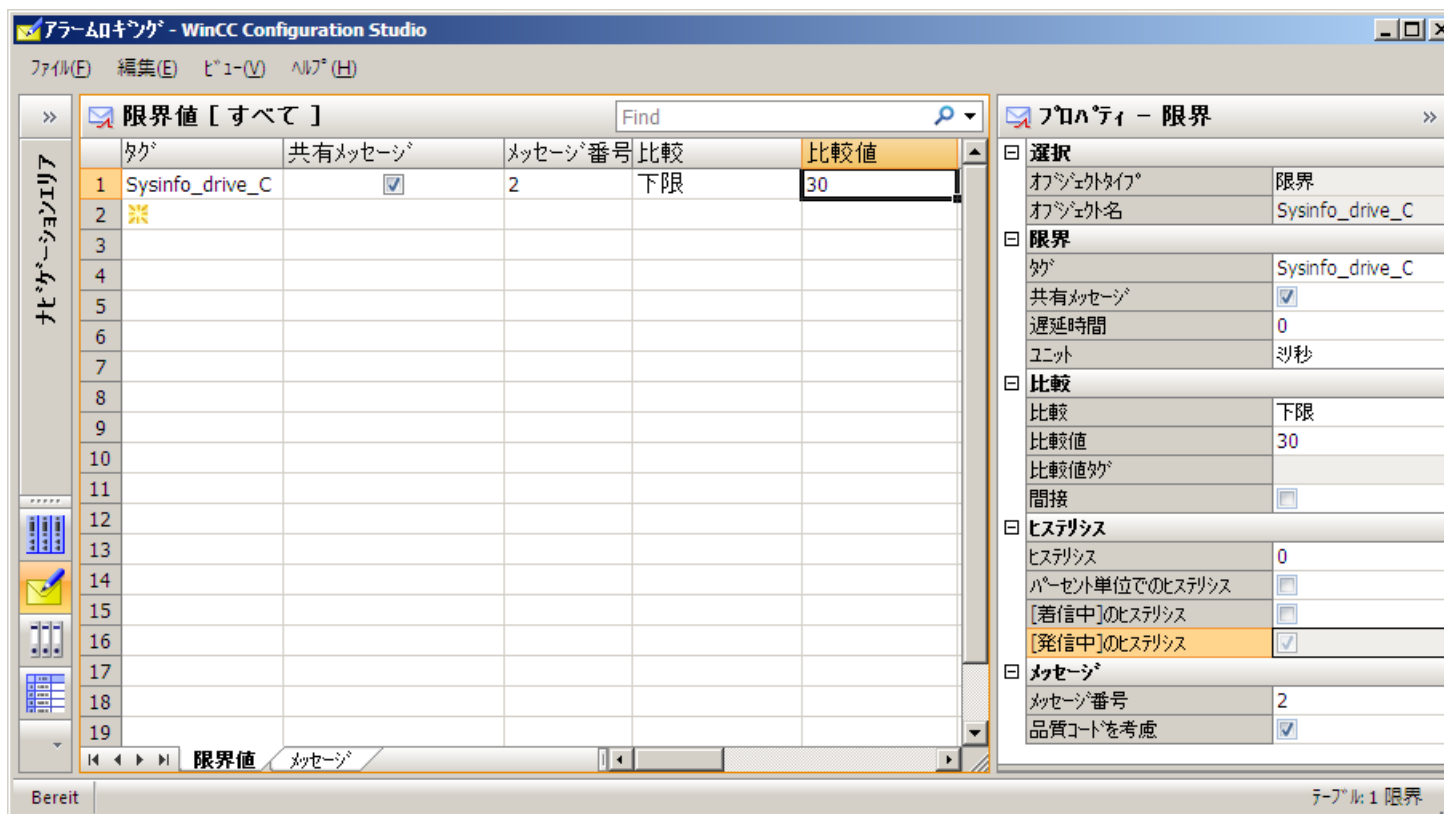 アラームロギング - WinCC Configuration Studio
ファイル(F) 編集(E) ビュー(V) ヘルプ(H)
»
限界値 [ すべて ]
Find
ナビゲーションエリア
タグ 共有メッセージ メッセージ番号 比較 比較値
1 Sysinfo_drive_C 2 下限 30
2
3
4
5
6
7
8
9
10
11
12
13
14
15
16
17
18
19
限界値 メッセージ
プロパティ - 限界 »
選択
オブジェクトタイプ 限界
オブジェクト名 Sysinfo_drive_C
限界
タグ Sysinfo_drive_C
共有メッセージ
遅延時間 0
ユニット ミリ秒
比較
比較 下限
比較値 30
比較値タグ
間接
ヒステリシス
ヒステリシス 0
パーセント単位でのヒステリシス
[着信中]のヒステリシス
[発信中]のヒステリシス
メッセージ
メッセージ番号 2
品質コードを考慮
Bereit テーブル: 1 限界